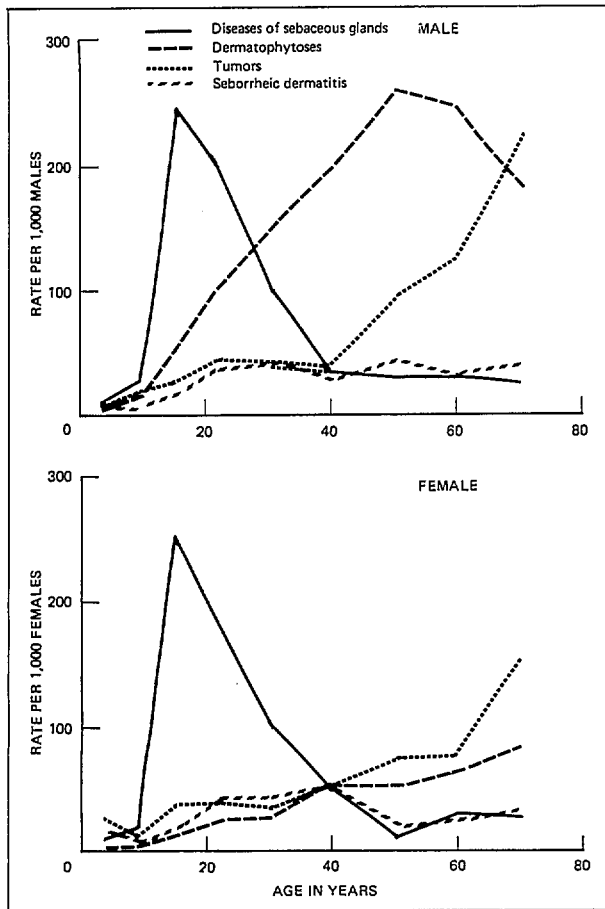 Diseases of sebaceous glands MALE
Dermatophytoses
Tumors
Seborrheic dermatitis
300
200
100
0 20 40 60 80
RATE PER 1,000 MALES
FEMALE
300
200
100
0 20 40 60 80
RATE PER 1,000 FEMALES
AGE IN YEARS